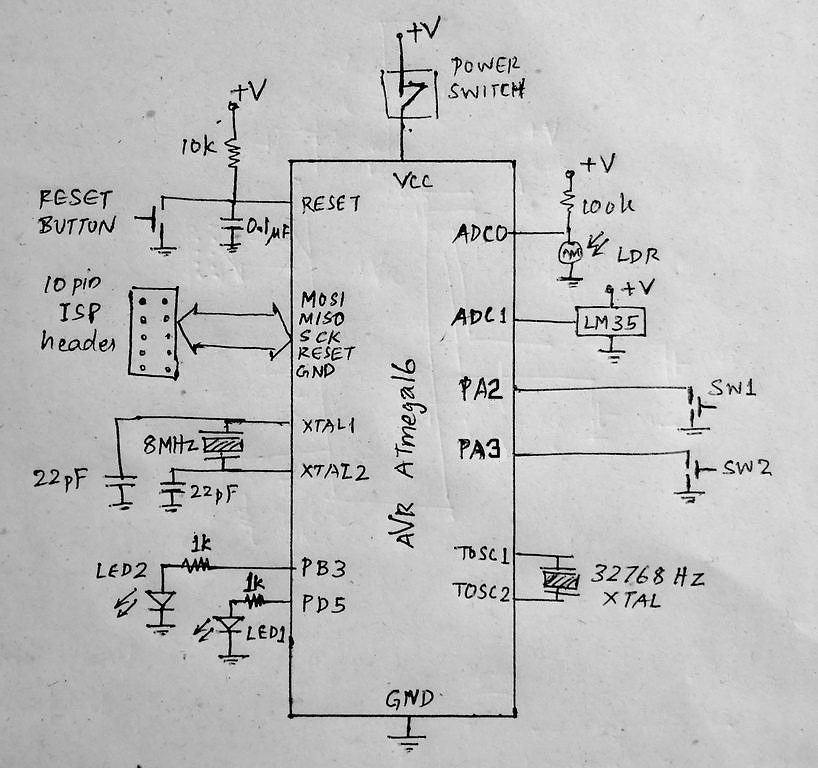 +V
POWER
SWITCH
+V
10k
VCC
RESET
BUTTON
0.1µF
RESET
+V
100k
ADC0
LDR
10 pin
ISP
header
MOSI
MISO
SCK
RESET
GND
+V
ADC1
LM35
AVR ATmega16
PA2
SW1
PA3
SW2
XTAL1
8MHz
XTAL2
22pF
22pF
1k
LED2
PB3
1k
PD5
LED1
TOSC1
TOSC2
32768 Hz
XTAL
GND